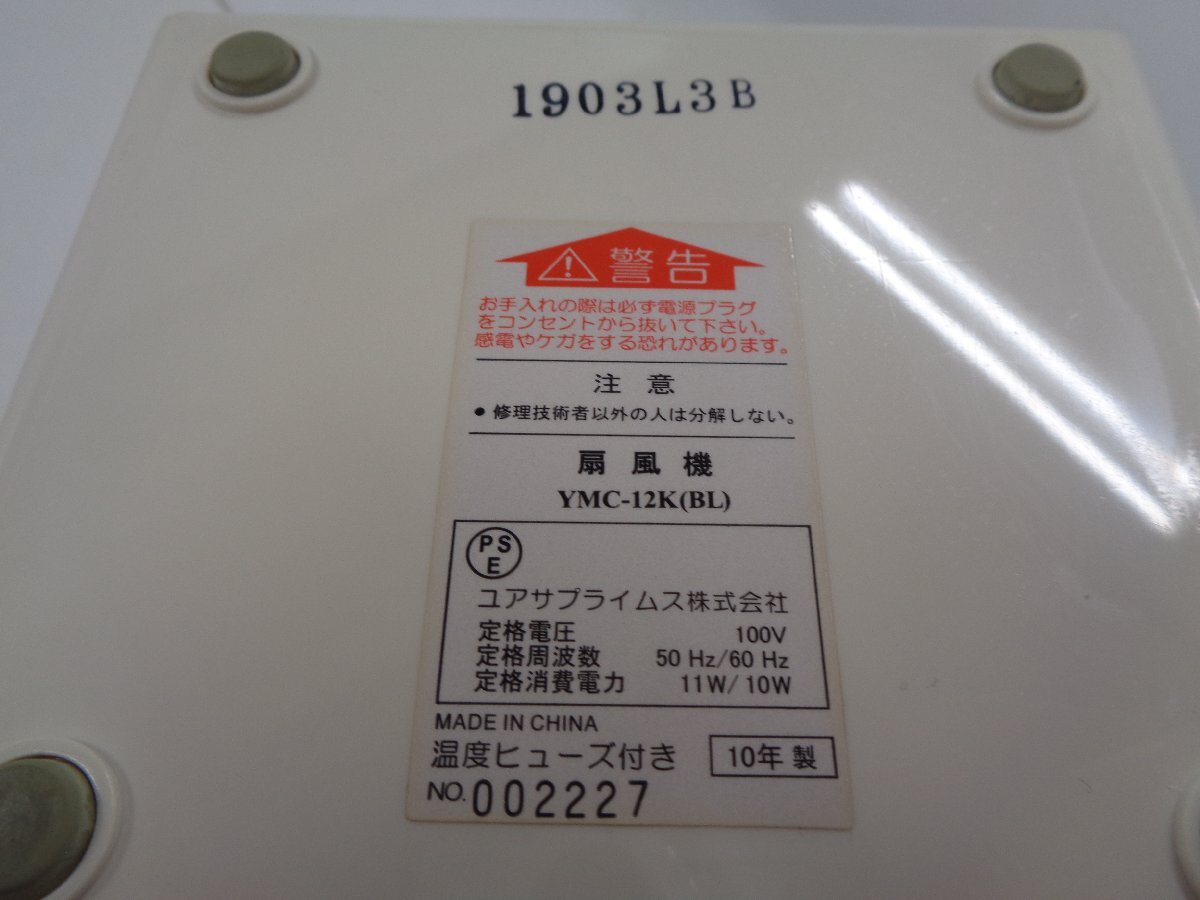 1903L3B
警告
お手入れの際は必ず電源プラグ
をコンセントから抜いて下さい。
感電やケガをする恐れがあります。
注意
● 修理技術者以外の人は分解しない。
扇風機
YMC-12K(BL)
PSE
ユアサプライムス株式会社
定格電圧 100V
定格周波数 50 Hz/60 Hz
定格消費電力 11W/10W
MADE IN CHINA
温度ヒューズ付き 10年製
NO. 002227